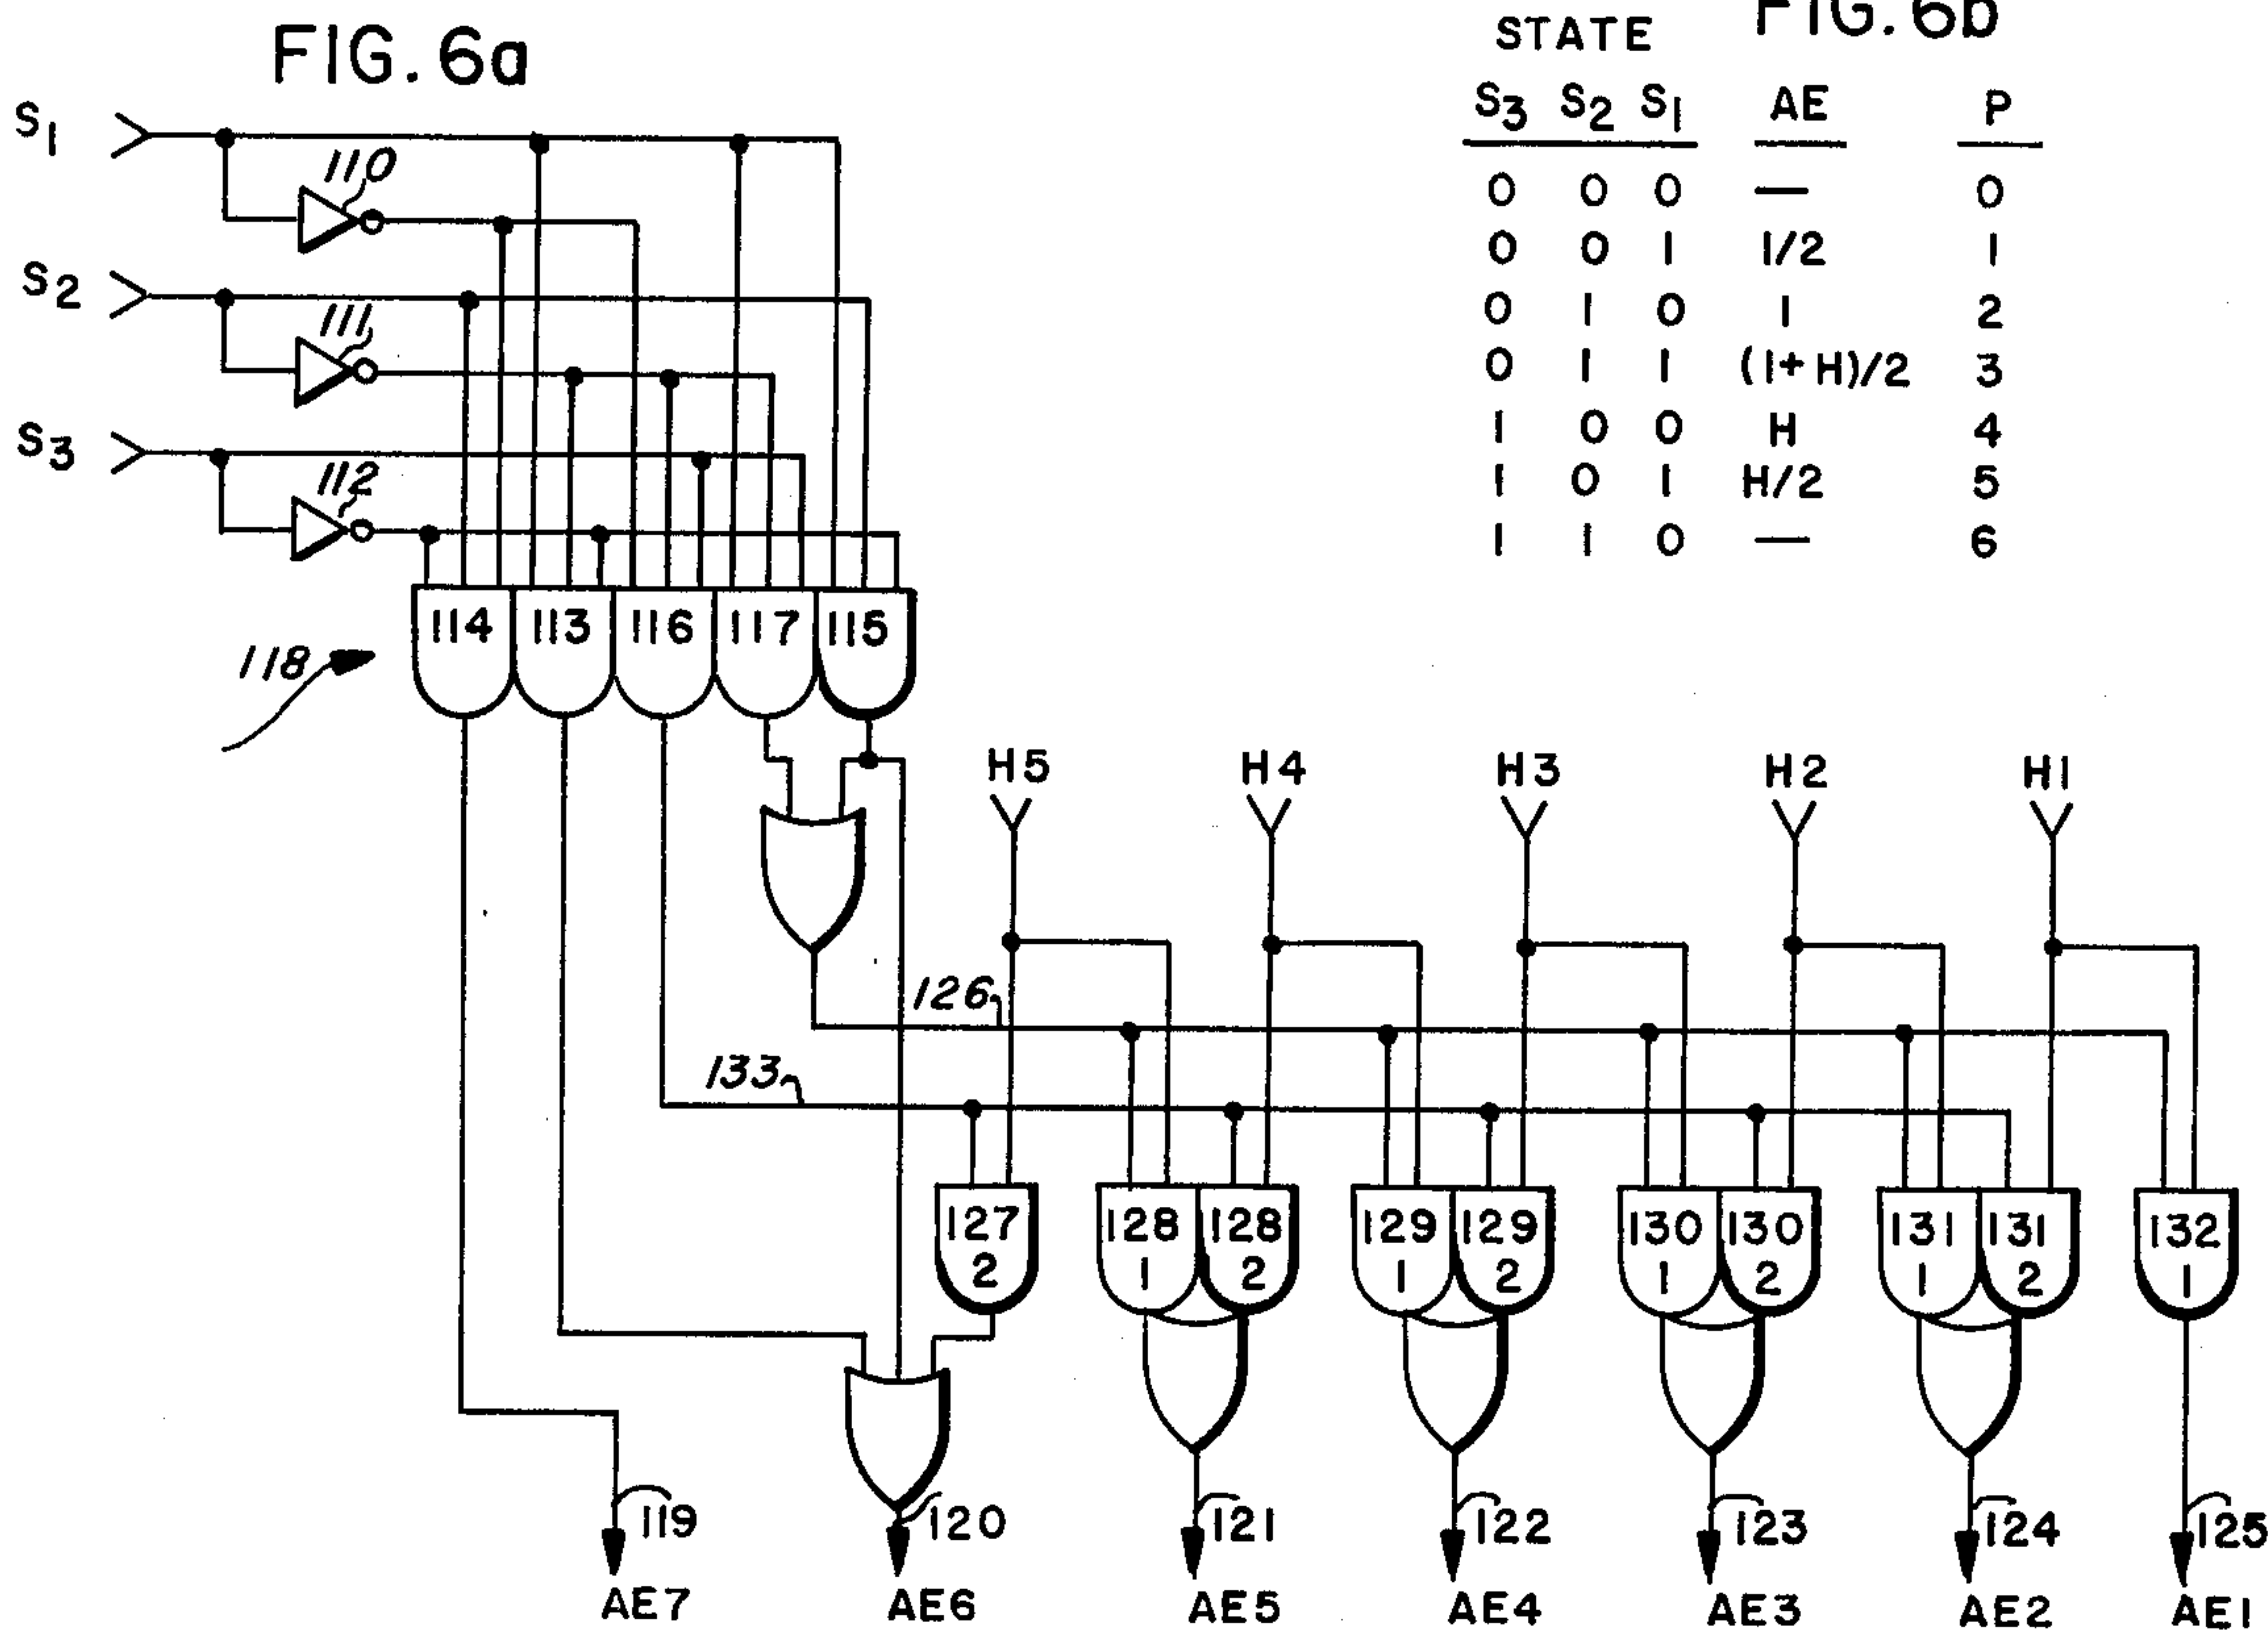 FIG. 6a
S1
110
S2
111
S3
112
114 113 116 117 115
118
FIG. 6b
STATE
S3 S2 S1 AE P
0 0 0 — 0
0 0 1 1/2 1
0 1 0 1 2
0 1 1 (1+H)/2 3
1 0 0 H 4
1 0 1 H/2 5
1 1 0 — 6
H5 H4 H3 H2 H1
126
133
127 128 128 129 129 130 130 131 131 132
2 1 2 1 2 1 2 1 2 1
119 120 121 122 123 124 125
AE7 AE6 AE5 AE4 AE3 AE2 AE1